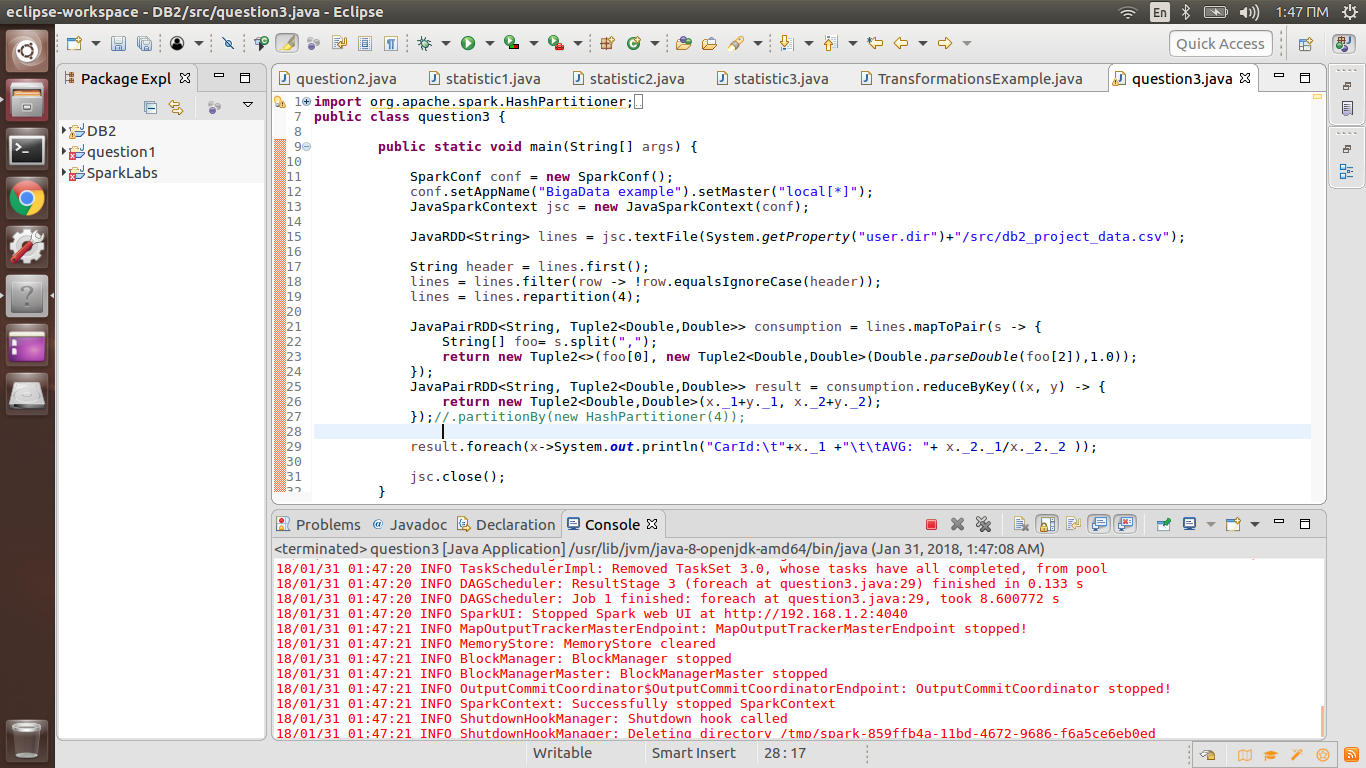 eclipse-workspace - DB2/src/question3.java - Eclipse
En
1:47 ΠΜ
Quick Access
Package Expl
DB2
question1
SparkLabs
question2.java
statistic1.java
statistic2.java
statistic3.java
TransformationsExample.java
question3.java
1 import org.apache.spark.HashPartitioner;
7 public class question3 {
8
9 public static void main(String[] args) {
10
11 SparkConf conf = new SparkConf();
12 conf.setAppName("BigaData example").setMaster("local[*]");
13 JavaSparkContext jsc = new JavaSparkContext(conf);
14
15 JavaRDD<String> lines = jsc.textFile(System.getProperty("user.dir")+"/src/db2_project_data.csv");
16
17 String header = lines.first();
18 lines = lines.filter(row -> !row.equalsIgnoreCase(header));
19 lines = lines.repartition(4);
20
21 JavaPairRDD<String, Tuple2<Double,Double>> consumption = lines.mapToPair(s -> {
22 String[] foo= s.split(",");
23 return new Tuple2<>(foo[0], new Tuple2<Double,Double>(Double.parseDouble(foo[2]),1.0));
24 });
25 JavaPairRDD<String, Tuple2<Double,Double>> result = consumption.reduceByKey((x, y) -> {
26 return new Tuple2<Double,Double>(x._1+y._1, x._2+y._2);
27 });//.partitionBy(new HashPartitioner(4));
28
29 result.foreach(x->System.out.println("CarId:\t"+x._1 +"\t\tAVG: "+ x._2._1/x._2._2 ));
30
31 jsc.close();
32 }
Problems
Javadoc
Declaration
Console
<terminated> question3 [Java Application] /usr/lib/jvm/java-8-openjdk-amd64/bin/java (Jan 31, 2018, 1:47:08 AM)
18/01/31 01:47:20 INFO TaskSchedulerImpl: Removed TaskSet 3.0, whose tasks have all completed, from pool
18/01/31 01:47:20 INFO DAGScheduler: ResultStage 3 (foreach at question3.java:29) finished in 0.133 s
18/01/31 01:47:20 INFO DAGScheduler: Job 1 finished: foreach at question3.java:29, took 8.600772 s
18/01/31 01:47:20 INFO SparkUI: Stopped Spark web UI at http://192.168.1.2:4040
18/01/31 01:47:21 INFO MapOutputTrackerMasterEndpoint: MapOutputTrackerMasterEndpoint stopped!
18/01/31 01:47:21 INFO MemoryStore: MemoryStore cleared
18/01/31 01:47:21 INFO BlockManager: BlockManager stopped
18/01/31 01:47:21 INFO BlockManagerMaster: BlockManagerMaster stopped
18/01/31 01:47:21 INFO OutputCommitCoordinator$OutputCommitCoordinatorEndpoint: OutputCommitCoordinator stopped!
18/01/31 01:47:21 INFO SparkContext: Successfully stopped SparkContext
18/01/31 01:47:21 INFO ShutdownHookManager: Shutdown hook called
18/01/31 01:47:21 INFO ShutdownHookManager: Deleting directory /tmp/spark-859ffb4a-11bd-4672-9686-f6a5ce6eb0ed
Writable
Smart Insert
28 : 17